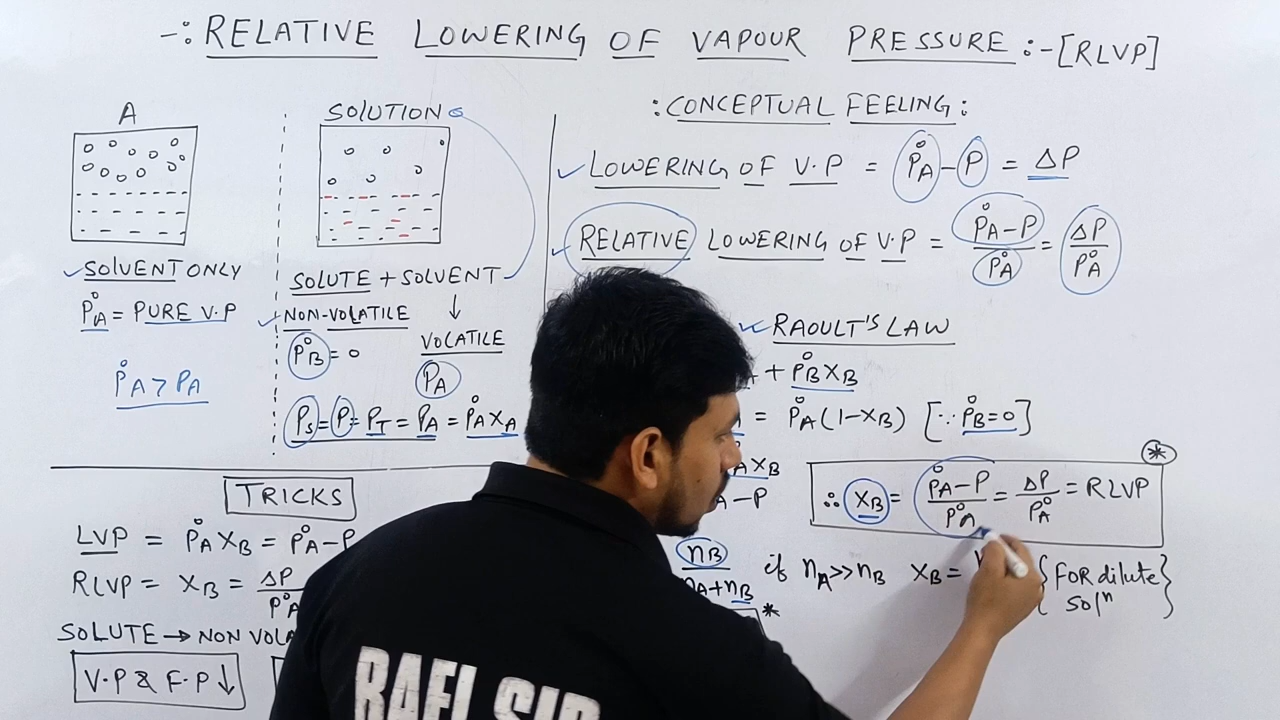 -: RELATIVE LOWERING OF VAPOUR PRESSURE :- [RLVP]
A
SOLVENT ONLY
P°A = PURE V.P
P°A > PA
SOLUTION
SOLUTE + SOLVENT
NON-VOLATILE
P°B = 0
VOLATILE
PA
PS = P = PT = PA = P°A XA
: CONCEPTUAL FEELING :
LOWERING OF V.P = P°A - P = ΔP
RELATIVE LOWERING OF V.P = P°A - P / P°A = ΔP / P°A
RAOULT'S LAW
+ P°B XB
= P°A (1 - XB) [∵ P°B = 0]
A XB
A - P
∴ XB = P°A - P / P°A = ΔP / P°A = RLVP
*
nB / nA + nB if nA >> nB XB = {FOR dilute solⁿ}
*
TRICKS
LVP = P°A XB = P°A - P
RLVP = XB = ΔP / P°A
SOLUTE → NON
V.P & F.P ↓
RAFI SIR